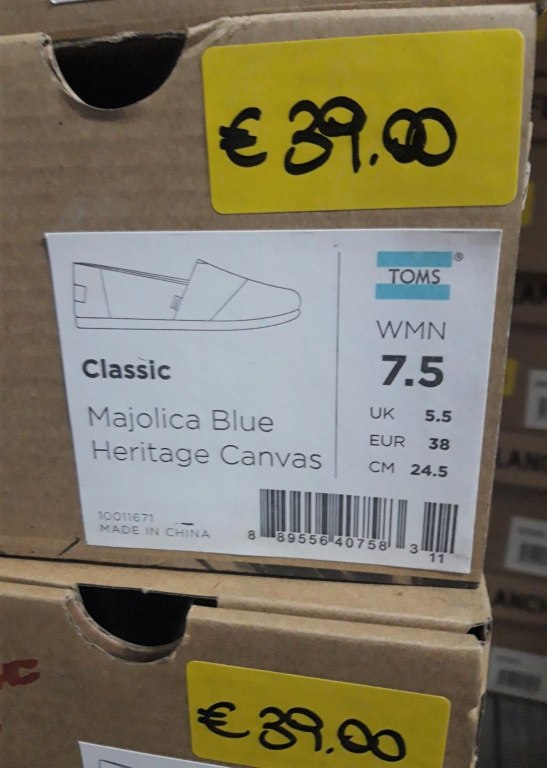 € 39.00
TOMS®
WMN
7.5
UK 5.5
EUR 38
CM 24.5
Classic
Majolica Blue
Heritage Canvas
10011671
MADE IN CHINA
8 89556 40758 3
11
€ 39.00